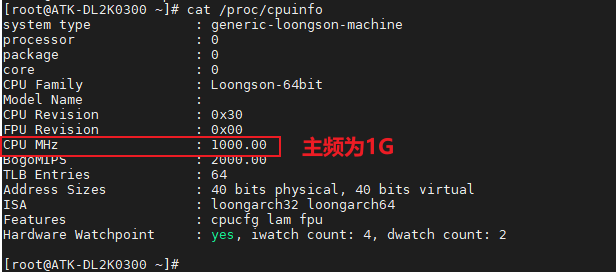 [root@ATK-DL2K0300 ~]# cat /proc/cpuinfo
system type : generic-loongson-machine
processor : 0
package : 0
core : 0
CPU Family : Loongson-64bit
Model Name :
CPU Revision : 0x30
FPU Revision : 0x00
CPU MHz : 1000.00 主频为1G
BogoMIPS : 2000.00
TLB Entries : 64
Address Sizes : 40 bits physical, 40 bits virtual
ISA : loongarch32 loongarch64
Features : cpucfg lam fpu
Hardware Watchpoint : yes, iwatch count: 4, dwatch count: 2
[root@ATK-DL2K0300 ~]#